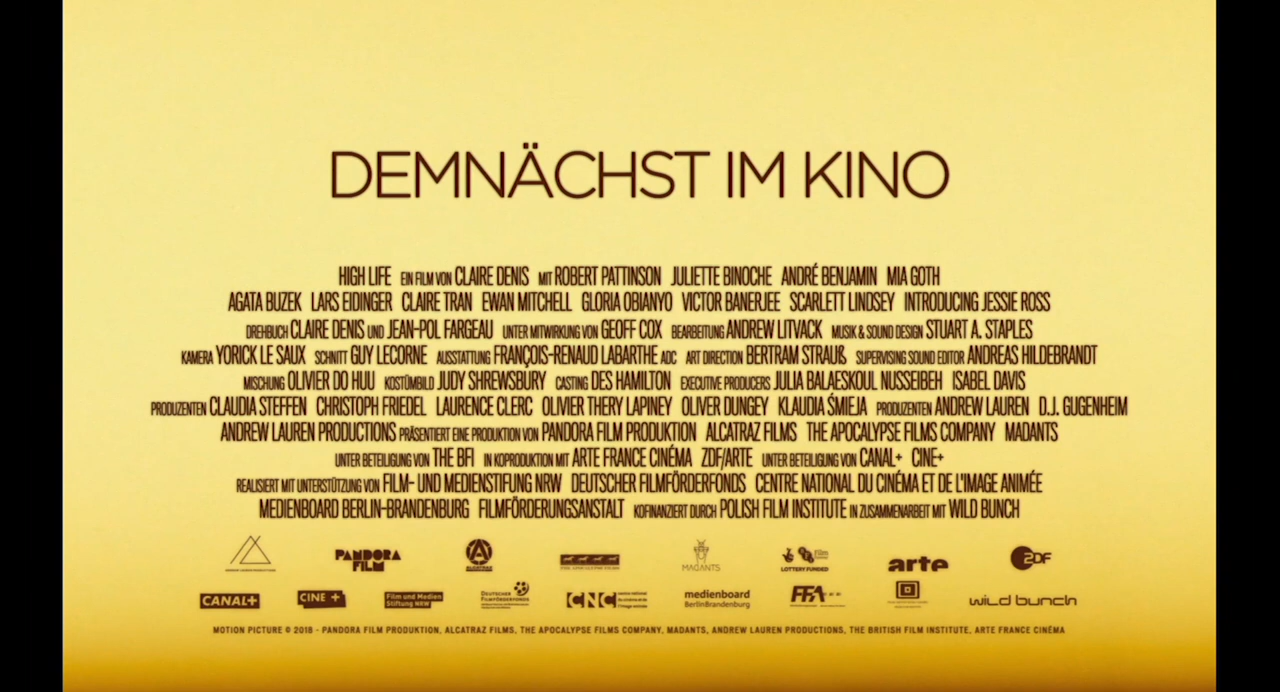 DEMNÄCHST IM KINO
HIGH LIFE EIN FILM VON CLAIRE DENIS MIT ROBERT PATTINSON JULIETTE BINOCHE ANDRÉ BENJAMIN MIA GOTH
AGATA BUZEK LARS EIDINGER CLAIRE TRAN EWAN MITCHELL GLORIA OBIANYO VICTOR BANERJEE SCARLETT LINDSEY INTRODUCING JESSIE ROSS
DREHBUCH CLAIRE DENIS UND JEAN-POL FARGEAU UNTER MITWIRKUNG VON GEOFF COX BEARBEITUNG ANDREW LITVACK MUSIK & SOUND DESIGN STUART A. STAPLES
KAMERA YORICK LE SAUX SCHNITT GUY LECORNE AUSSTATTUNG FRANÇOIS-RENAUD LABARTHE ADC ART DIRECTION BERTRAM STRAUß SUPERVISING SOUND EDITOR ANDREAS HILDEBRANDT
MISCHUNG OLIVIER DO HUU KOSTÜMBILD JUDY SHREWSBURY CASTING DES HAMILTON EXECUTIVE PRODUCERS JULIA BALAESKOUL NUSSEIBEH ISABEL DAVIS
PRODUZENTEN CLAUDIA STEFFEN CHRISTOPH FRIEDEL LAURENCE CLERC OLIVIER THERY LAPINEY OLIVER DUNGEY KLAUDIA ŚMIEJA PRODUZENTEN ANDREW LAUREN D.J. GUGENHEIM
ANDREW LAUREN PRODUCTIONS PRÄSENTIERT EINE PRODUKTION VON PANDORA FILM PRODUKTION ALCATRAZ FILMS THE APOCALYPSE FILMS COMPANY MADANTS
UNTER BETEILIGUNG VON THE BFI IN KOPRODUKTION MIT ARTE FRANCE CINÉMA ZDF/ARTE UNTER BETEILIGUNG VON CANAL+ CINE+
REALISIERT MIT UNTERSTÜTZUNG VON FILM- UND MEDIENSTIFUNG NRW DEUTSCHER FILMFÖRDERFONDS CENTRE NATIONAL DU CINÉMA ET DE L'IMAGE ANIMÉE
MEDIENBOARD BERLIN-BRANDENBURG FILMFÖRDERUNGSANSTALT KOFINANZIERT DURCH POLISH FILM INSTITUTE IN ZUSAMMENARBEIT MIT WILD BUNCH
PANDORA FILM ALCATRAZ MADANTS LOTTERY FUNDED BFI Film arte ZDF
CANAL+ CINE+ Film und Medien Stiftung NRW DEUTSCHER FILMFÖRDERFONDS CNC medienboard BerlinBrandenburg FFA wild bunch
MOTION PICTURE © 2018 - PANDORA FILM PRODUKTION, ALCATRAZ FILMS, THE APOCALYPSE FILMS COMPANY, MADANTS, ANDREW LAUREN PRODUCTIONS, THE BRITISH FILM INSTITUTE, ARTE FRANCE CINÉMA